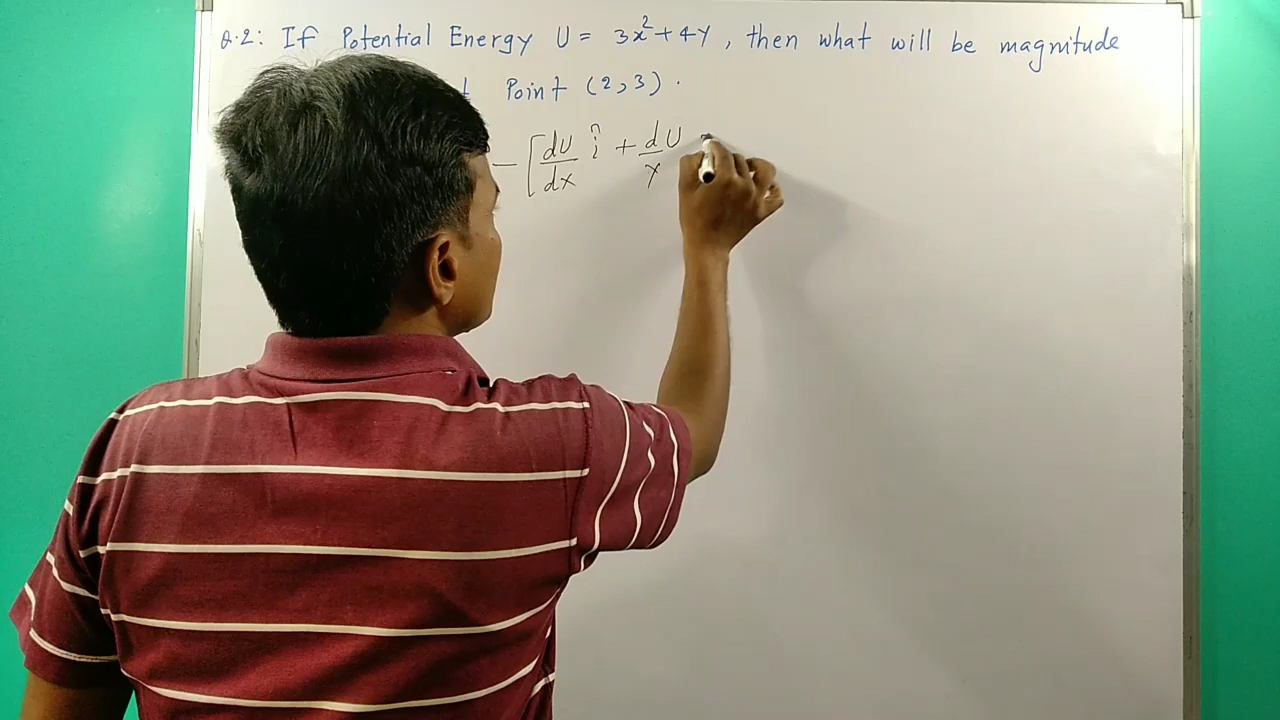 Q.2: If Potential Energy U = 3x²+4y, then what will be magnitude
Point (2,3).
- [dU/dx î + dU/y